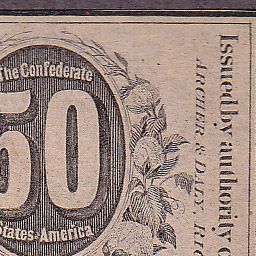 The Confederate
50
States America
Issued by authority
ARCHER & DALY,